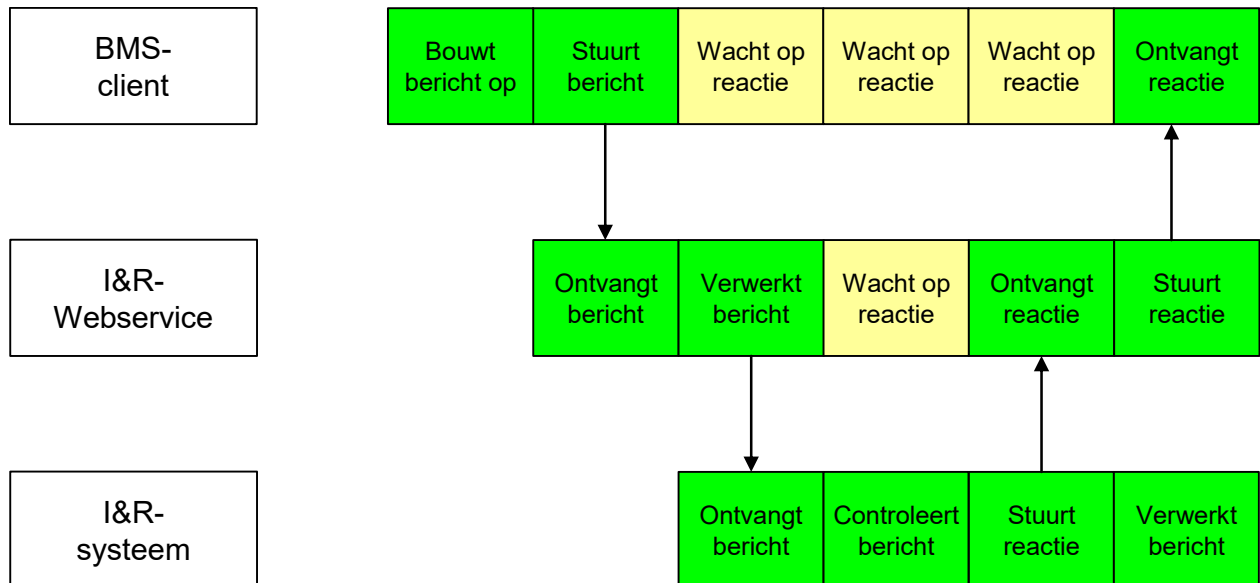 BMS-
client
Bouwt
bericht op
Stuurt
bericht
Wacht op
reactie
Wacht op
reactie
Wacht op
reactie
Ontvangt
reactie
I&R-
Webservice
Ontvangt
bericht
Verwerkt
bericht
Wacht op
reactie
Ontvangt
reactie
Stuurt
reactie
I&R-
systeem
Ontvangt
bericht
Controleert
bericht
Stuurt
reactie
Verwerkt
bericht